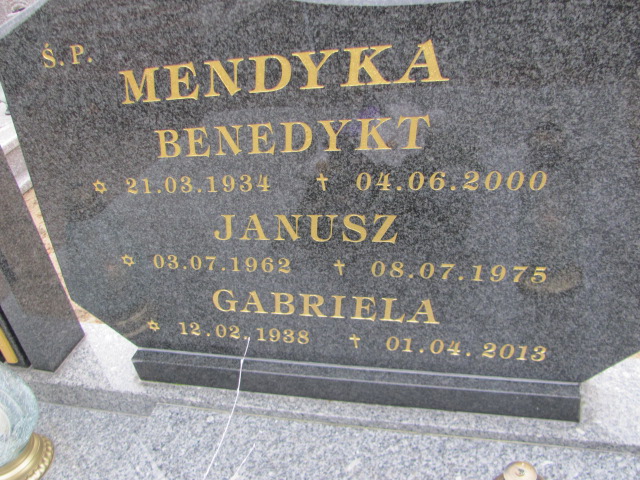 Ś.P.
MENDYKA
BENEDYKT
✡ 21.03.1934 ✝ 04.06.2000
JANUSZ
✡ 03.07.1962 ✝ 08.07.1975
GABRIELA
✡ 12.02.1938 ✝ 01.04.2013